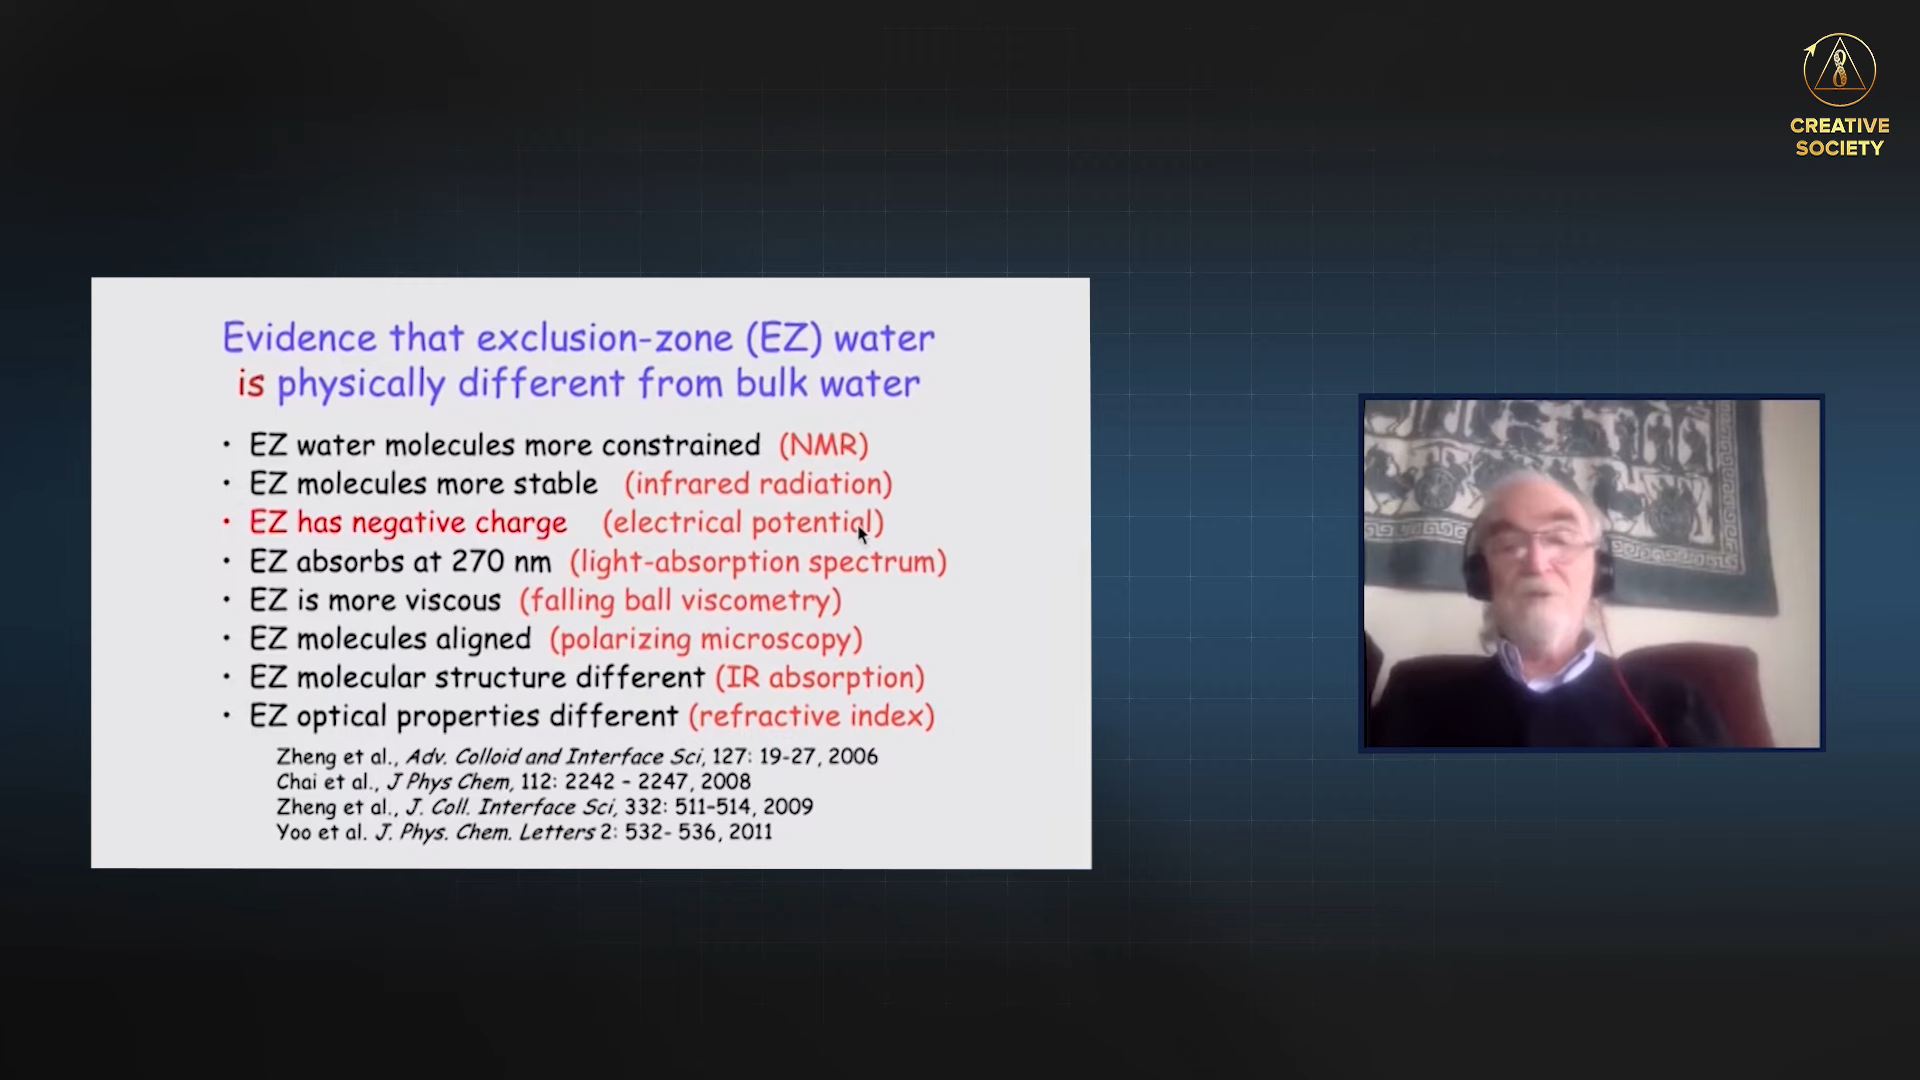 CREATIVE
SOCIETY
Evidence that exclusion-zone (EZ) water
is physically different from bulk water
• EZ water molecules more constrained (NMR)
• EZ molecules more stable (infrared radiation)
• EZ has negative charge (electrical potential)
• EZ absorbs at 270 nm (light-absorption spectrum)
• EZ is more viscous (falling ball viscometry)
• EZ molecules aligned (polarizing microscopy)
• EZ molecular structure different (IR absorption)
• EZ optical properties different (refractive index)
Zheng et al., Adv. Colloid and Interface Sci, 127: 19-27, 2006
Chai et al., J Phys Chem, 112: 2242 - 2247, 2008
Zheng et al., J. Coll. Interface Sci, 332: 511-514, 2009
Yoo et al. J. Phys. Chem. Letters 2: 532- 536, 2011